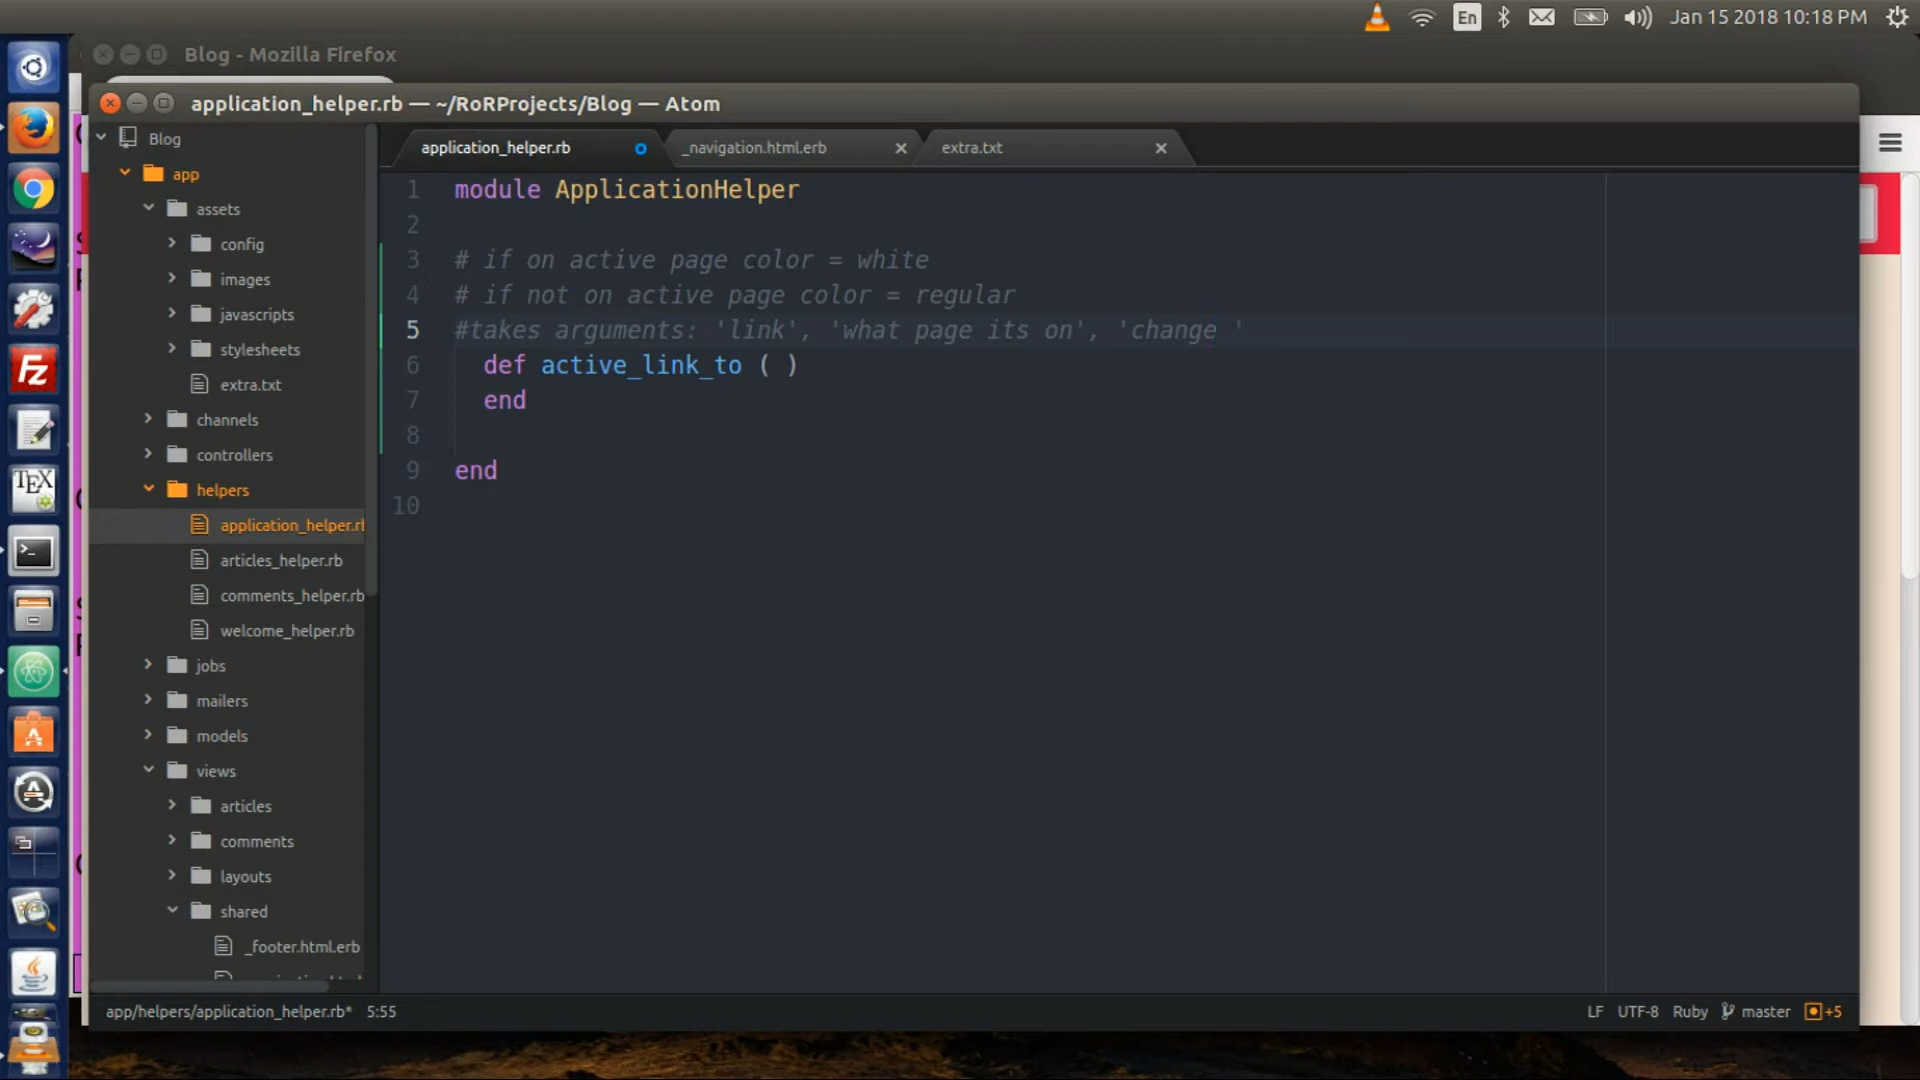 En
Jan 15 2018 10:18 PM
Blog - Mozilla Firefox
application_helper.rb — ~/RoRProjects/Blog — Atom
Blog
app
assets
config
images
javascripts
stylesheets
extra.txt
channels
controllers
helpers
application_helper.rb
articles_helper.rb
comments_helper.rb
welcome_helper.rb
jobs
mailers
models
views
articles
comments
layouts
shared
_footer.html.erb
application_helper.rb
_navigation.html.erb
extra.txt
1 module ApplicationHelper
2
3 # if on active page color = white
4 # if not on active page color = regular
5 #takes arguments: 'link', 'what page its on', 'change '
6 def active_link_to ( )
7 end
8
9 end
10
app/helpers/application_helper.rb* 5:55
LF UTF-8 Ruby master +5
FZ
TEX